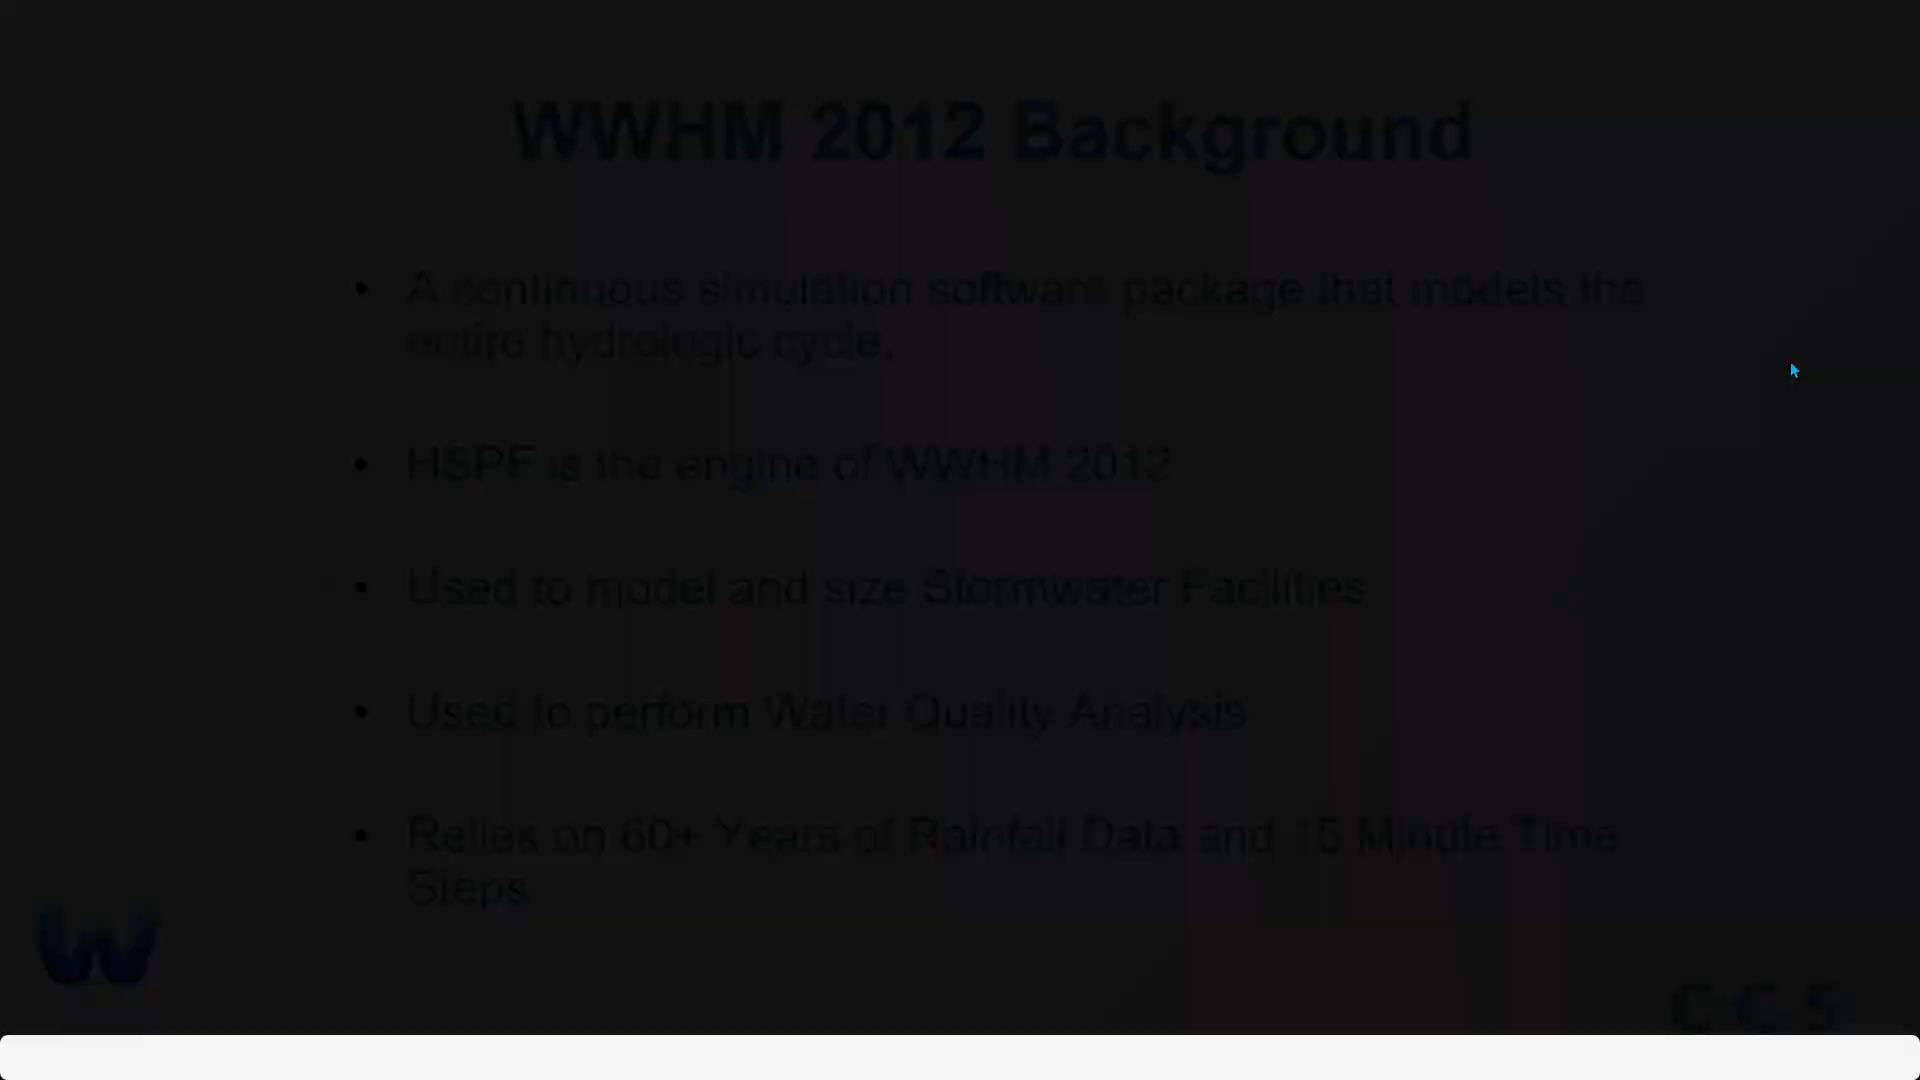 WWHM 2012 Background
• A continuous simulation software package that models the
entire hydrologic cycle.
• HSPF is the engine of WWHM 2012
• Used to model and size Stormwater Facilities
• Used to perform Water Quality Analysis
• Relies on 60+ Years of Rainfall Data and 15 Minute Time
Steps
W
CCS